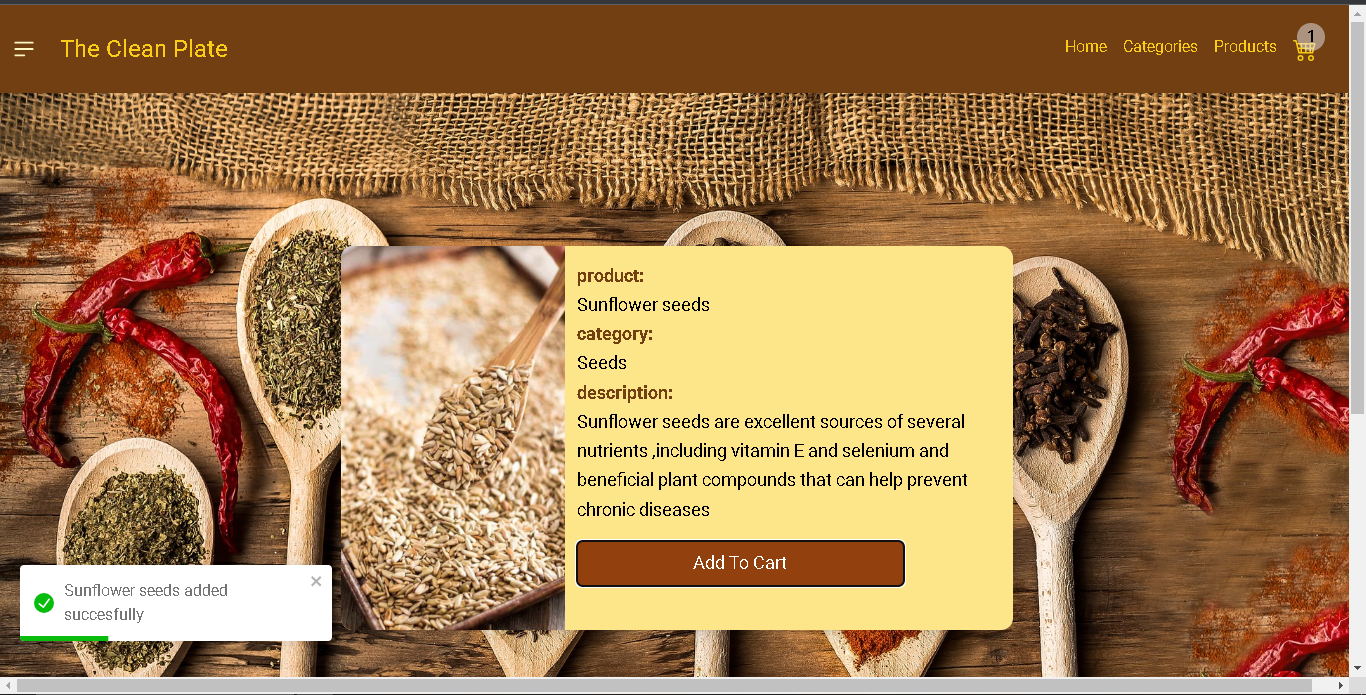 The Clean Plate
Home Categories Products 1
product:
Sunflower seeds
category:
Seeds
description:
Sunflower seeds are excellent sources of several
nutrients ,including vitamin E and selenium and
beneficial plant compounds that can help prevent
chronic diseases
Add To Cart
Sunflower seeds added
succesfully